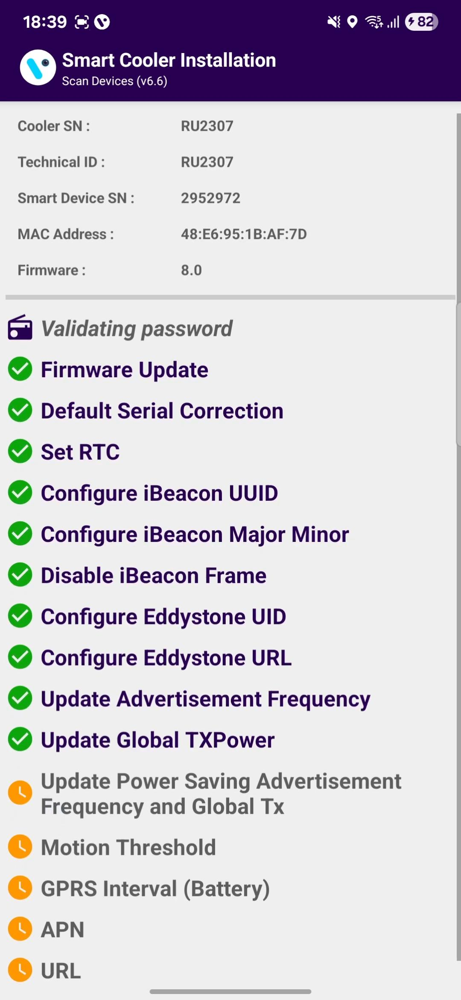 18:39
5
82
Smart Cooler Installation
Scan Devices (v6.6)
Cooler SN : RU2307
Technical ID : RU2307
Smart Device SN : 2952972
MAC Address : 48:E6:95:1B:AF:7D
Firmware : 8.0
Validating password
Firmware Update
Default Serial Correction
Set RTC
Configure iBeacon UUID
Configure iBeacon Major Minor
Disable iBeacon Frame
Configure Eddystone UID
Configure Eddystone URL
Update Advertisement Frequency
Update Global TXPower
Update Power Saving Advertisement
Frequency and Global Tx
Motion Threshold
GPRS Interval (Battery)
APN
URL